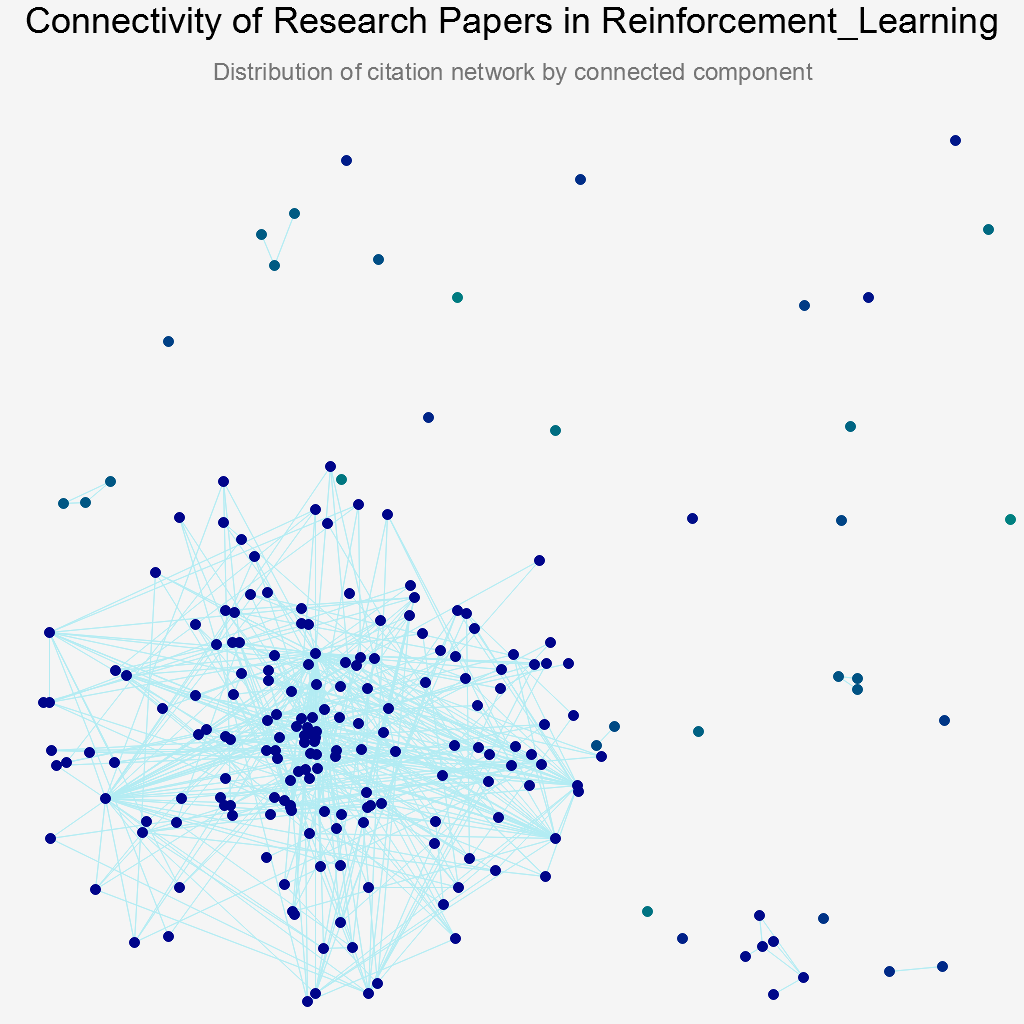 Connectivity of Research Papers in Reinforcement_Learning
Distribution of citation network by connected component